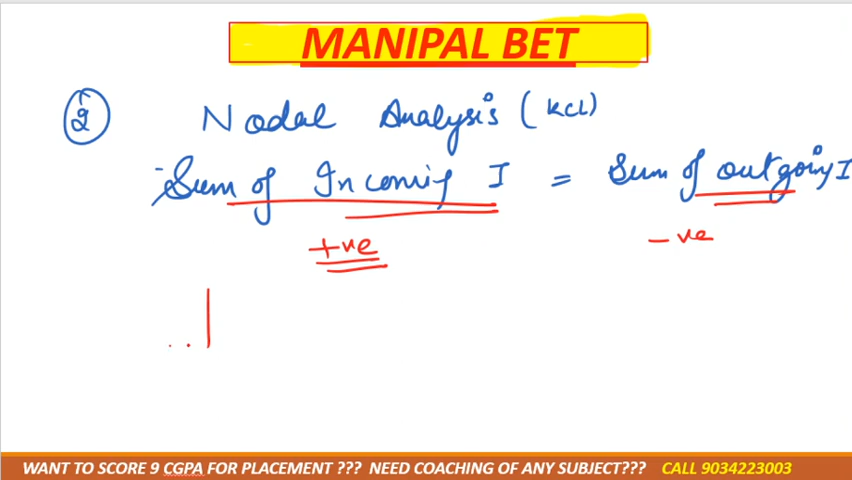 MANIPAL BET
2 Nodal Analysis (KCL)
Sum of Incoming I = Sum of outgoing I
+ve - ve
WANT TO SCORE 9 CGPA FOR PLACEMENT ??? NEED COACHING OF ANY SUBJECT??? CALL 9034223003